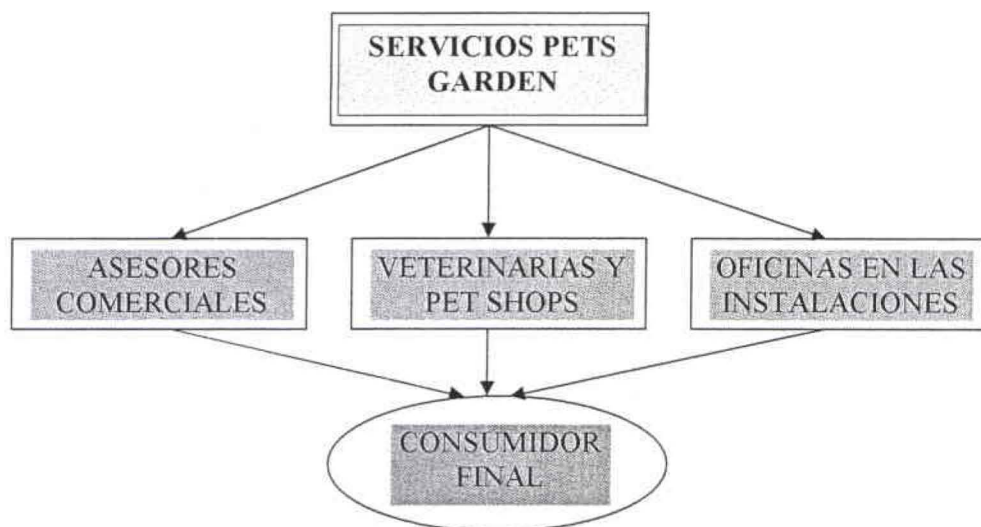 SERVICIOS PETS
GARDEN
ASESORES
COMERCIALES
VETERINARIAS Y
PET SHOPS
OFICINAS EN LAS
INSTALACIONES
CONSUMIDOR
FINAL